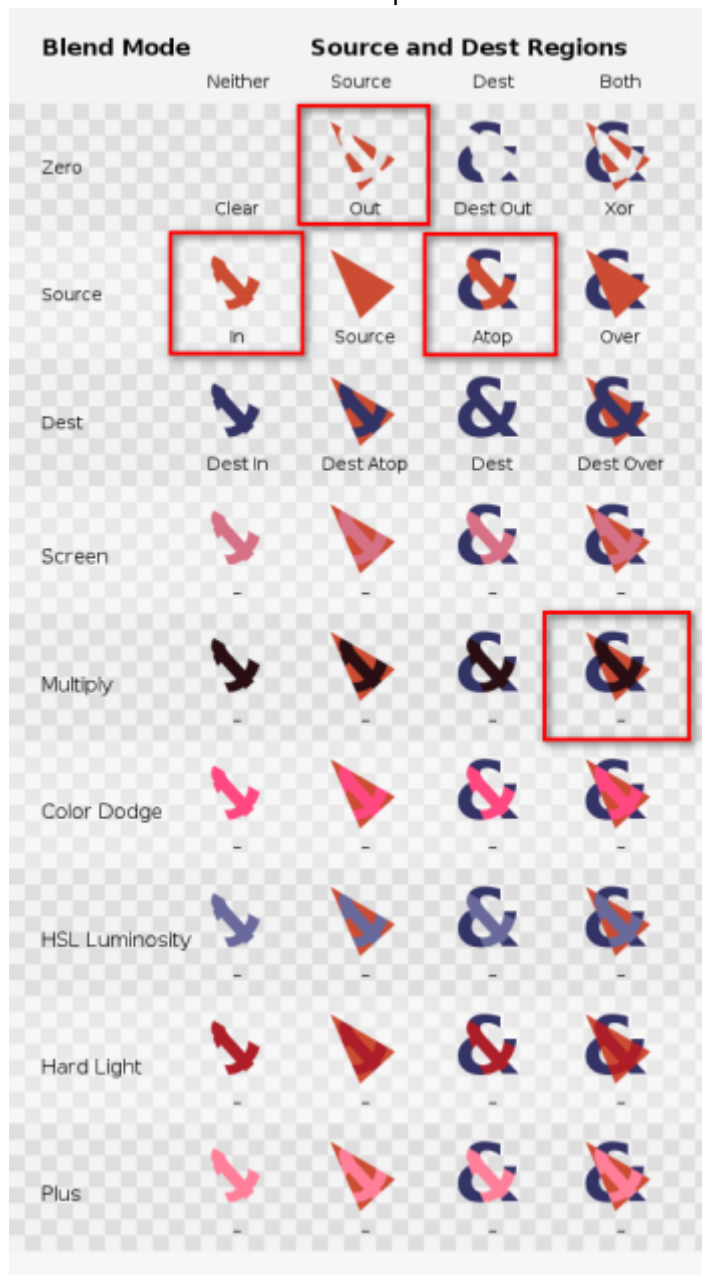 Blend Mode Source and Dest Regions
Neither Source Dest Both
Zero
Clear Out Dest Out Xor
Source
In Source Atop Over
Dest
Dest In Dest Atop Dest Dest Over
Screen
– – – –
Multiply
– – – –
Color Dodge
– – – –
HSL Luminosity
– – – –
Hard Light
– – – –
Plus
– – – –